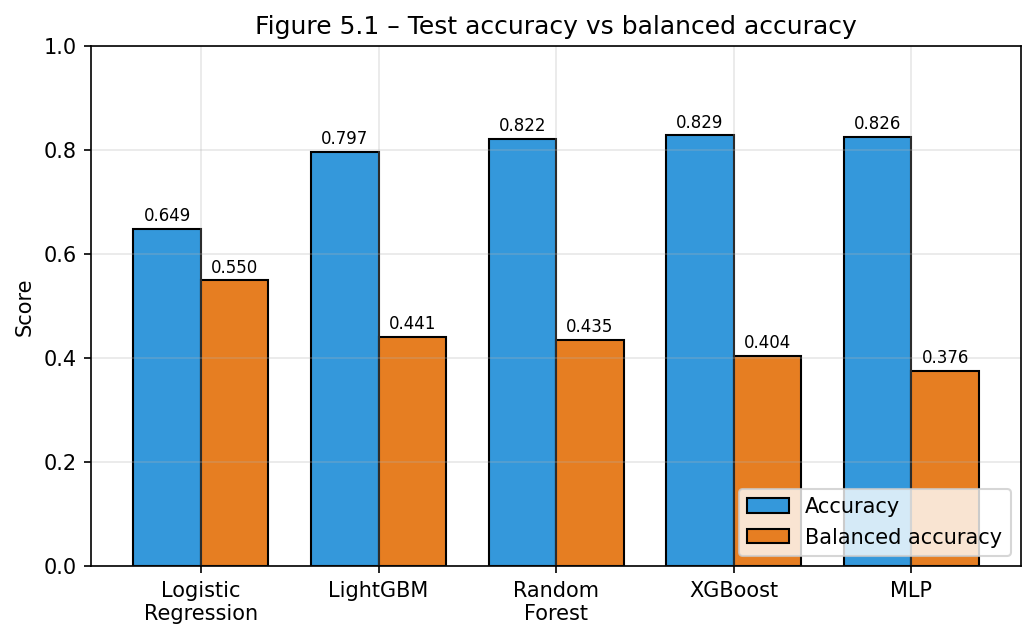 Figure 5.1 – Test accuracy vs balanced accuracy
Score
1.0
0.8
0.6
0.4
0.2
0.0
0.649
0.550
0.797
0.441
0.822
0.435
0.829
0.404
0.826
0.376
Accuracy
Balanced accuracy
Logistic
Regression
LightGBM
Random
Forest
XGBoost
MLP